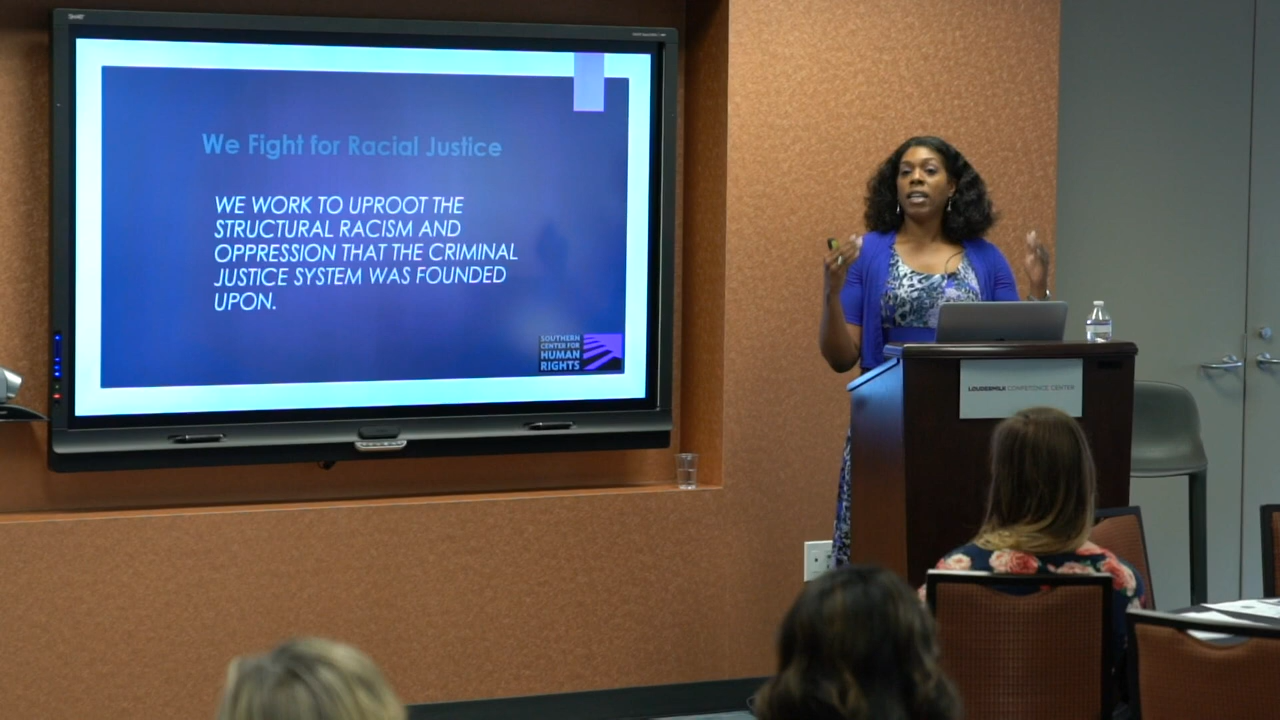 SMART
We Fight for Racial Justice
WE WORK TO UPROOT THE
STRUCTURAL RACISM AND
OPPRESSION THAT THE CRIMINAL
JUSTICE SYSTEM WAS FOUNDED
UPON.
SOUTHERN
CENTER FOR
HUMAN
RIGHTS
LOUDERMILK CONFERENCE CENTER